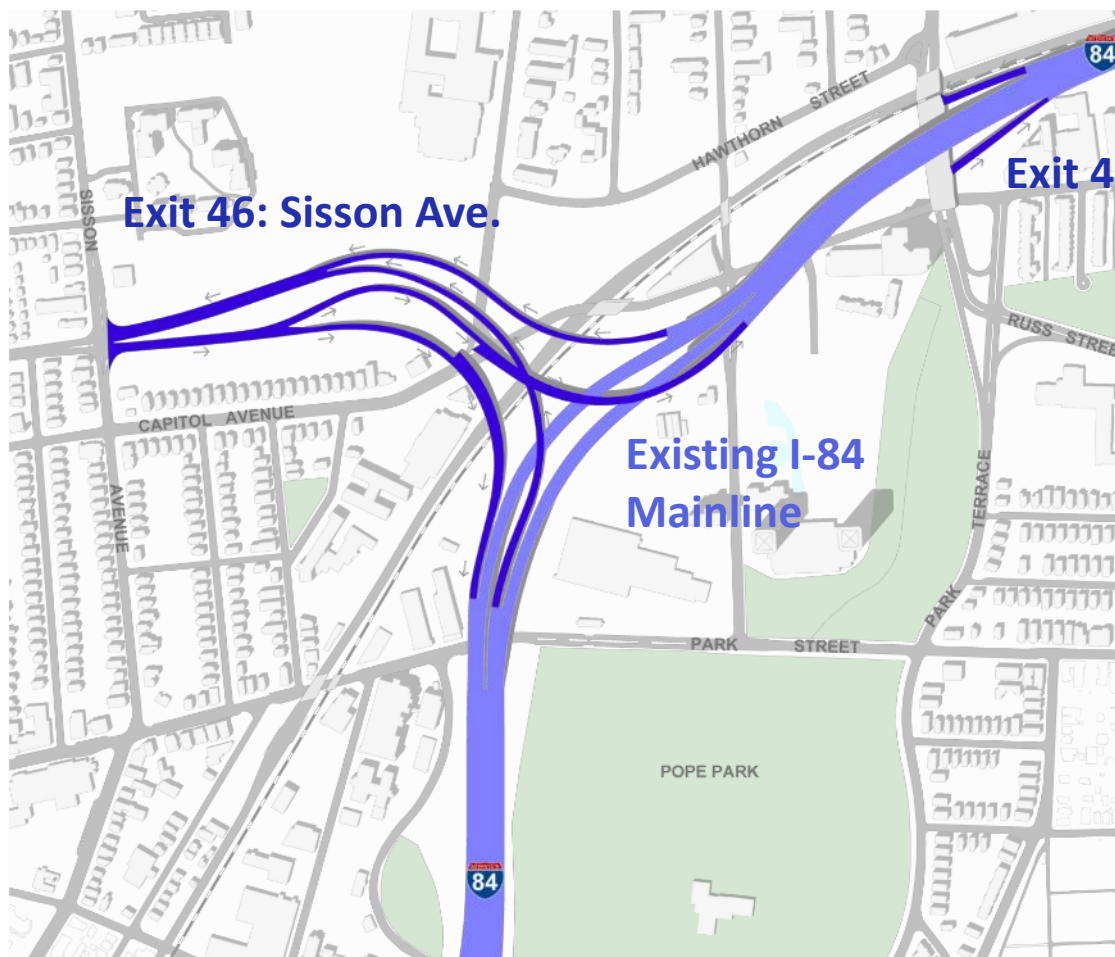 84
HAWTHORN STREET
Exit 4
SISSON
Exit 46: Sisson Ave.
RUSS STREE
CAPITOL AVENUE
Existing I-84
Mainline
AVENUE
TERRACE
PARK
PARK STREET
POPE PARK
84